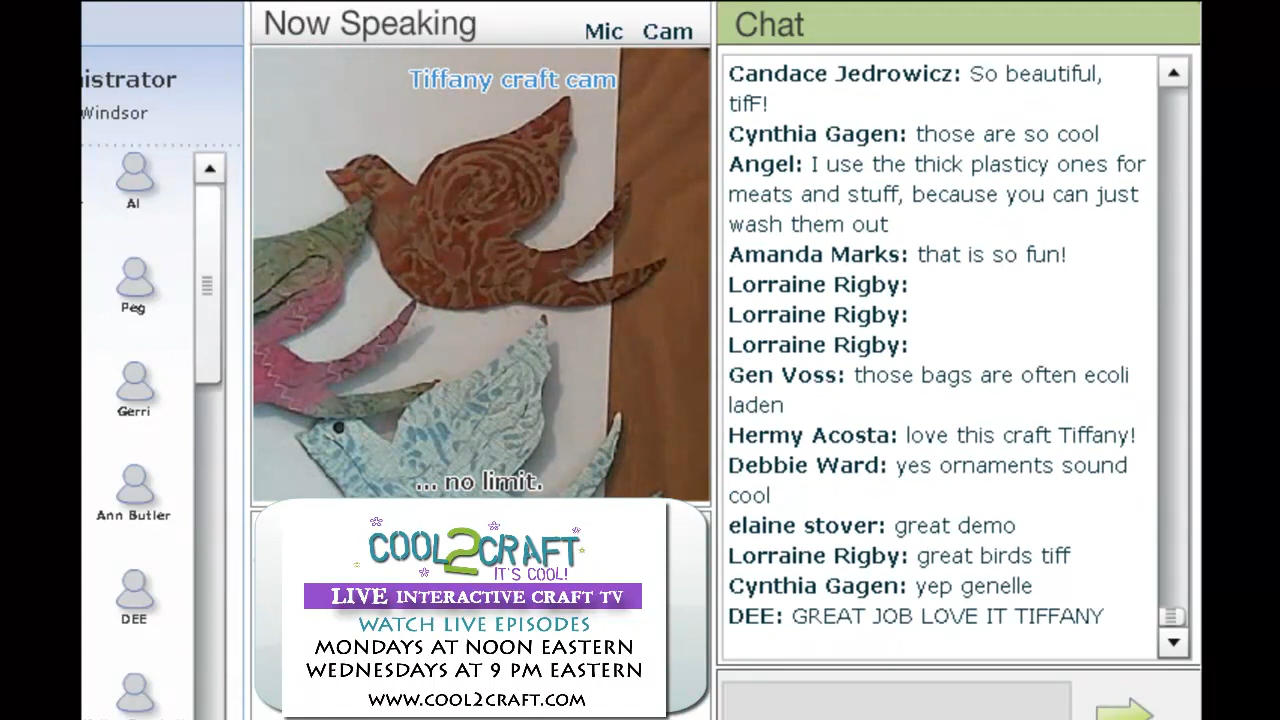 nistrator
Windsor
Al
Peg
Gerri
Ann Butler
DEE
Now Speaking
Mic Cam
Tiffany craft cam
... no limit.
COOL2CRAFT
IT'S COOL!
LIVE INTERACTIVE CRAFT TV
WATCH LIVE EPISODES
MONDAYS AT NOON EASTERN
WEDNESDAYS AT 9 PM EASTERN
WWW.COOL2CRAFT.COM
Chat
Candace Jedrowicz: So beautiful,
tifF!
Cynthia Gagen: those are so cool
Angel: I use the thick plasticy ones for
meats and stuff, because you can just
wash them out
Amanda Marks: that is so fun!
Lorraine Rigby:
Lorraine Rigby:
Lorraine Rigby:
Gen Voss: those bags are often ecoli
laden
Hermy Acosta: love this craft Tiffany!
Debbie Ward: yes ornaments sound
cool
elaine stover: great demo
Lorraine Rigby: great birds tiff
Cynthia Gagen: yep genelle
DEE: GREAT JOB LOVE IT TIFFANY